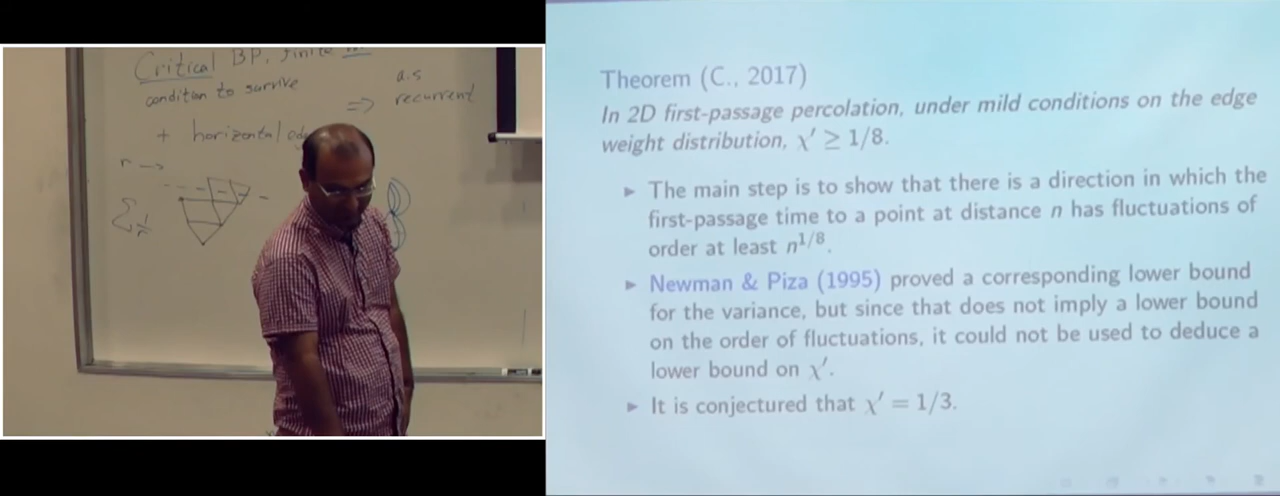 Critical BP, finite
condition to survive
a.s
⇒ recurrent
+ horizontal edg
r →
Σ 1/r
Theorem (C., 2017)
In 2D first-passage percolation, under mild conditions on the edge
weight distribution, χ′ ≥ 1/8.
► The main step is to show that there is a direction in which the
first-passage time to a point at distance n has fluctuations of
order at least n^{1/8}.
► Newman & Piza (1995) proved a corresponding lower bound
for the variance, but since that does not imply a lower bound
on the order of fluctuations, it could not be used to deduce a
lower bound on χ′.
► It is conjectured that χ′ = 1/3.